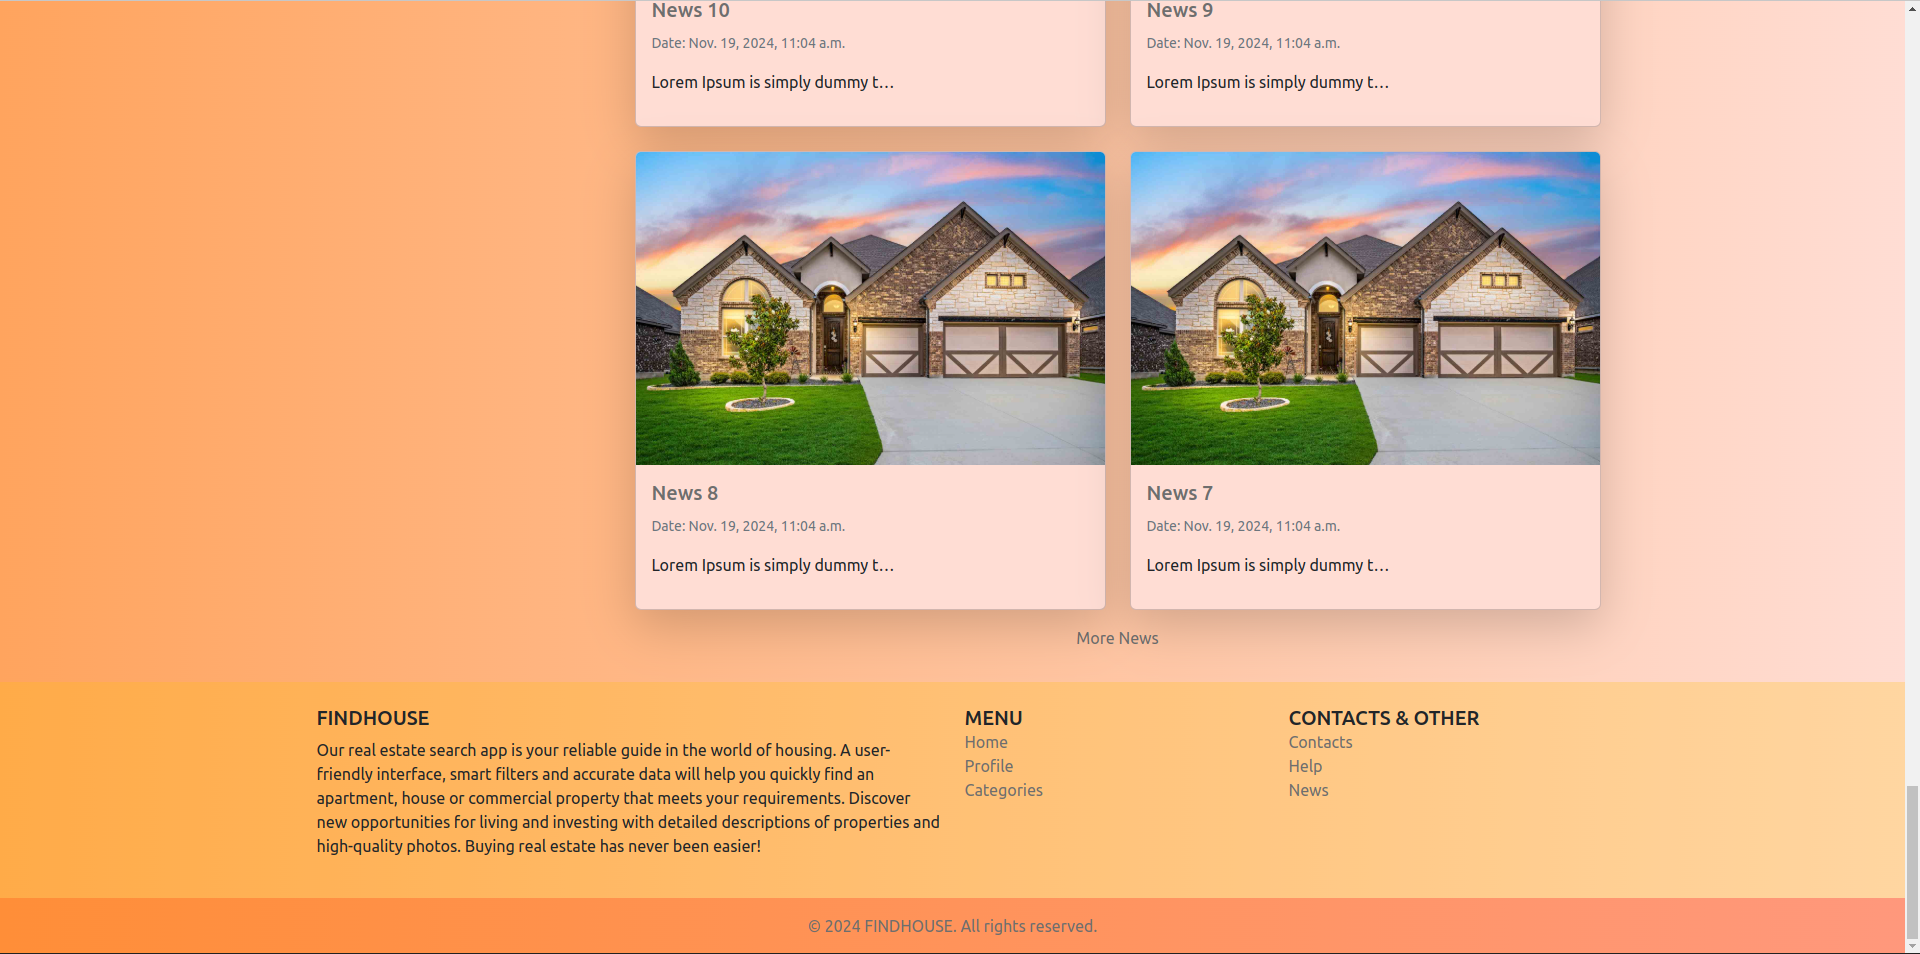 News 10
Date: Nov. 19, 2024, 11:04 a.m.
Lorem Ipsum is simply dummy t…
News 9
Date: Nov. 19, 2024, 11:04 a.m.
Lorem Ipsum is simply dummy t…
News 8
Date: Nov. 19, 2024, 11:04 a.m.
Lorem Ipsum is simply dummy t…
News 7
Date: Nov. 19, 2024, 11:04 a.m.
Lorem Ipsum is simply dummy t…
More News
FINDHOUSE
Our real estate search app is your reliable guide in the world of housing. A user-
friendly interface, smart filters and accurate data will help you quickly find an
apartment, house or commercial property that meets your requirements. Discover
new opportunities for living and investing with detailed descriptions of properties and
high-quality photos. Buying real estate has never been easier!
MENU
Home
Profile
Categories
CONTACTS & OTHER
Contacts
Help
News
© 2024 FINDHOUSE. All rights reserved.